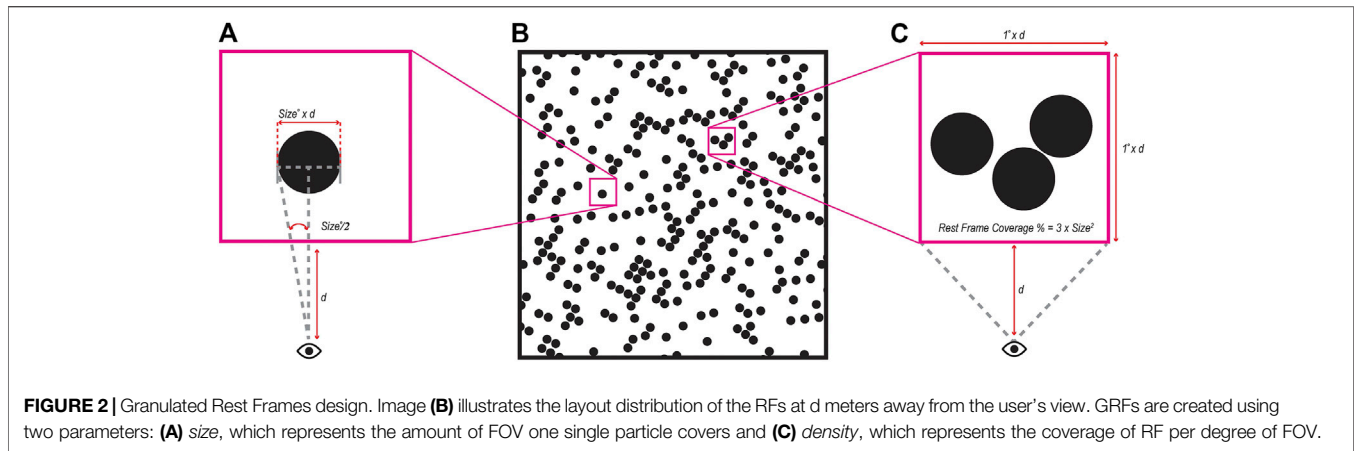 A
B
C
1° x d
Size° x d
1° x d
Size°/2
Rest Frame Coverage % = 3 x Size²
d
d
FIGURE 2 | Granulated Rest Frames design. Image (B) illustrates the layout distribution of the RFs at d meters away from the user's view. GRFs are created using
two parameters: (A) size, which represents the amount of FOV one single particle covers and (C) density, which represents the coverage of RF per degree of FOV.